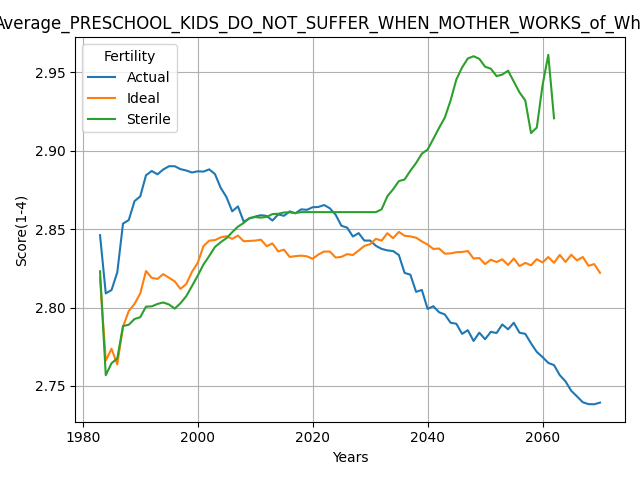 Average_PRESCHOOL_KIDS_DO_NOT_SUFFER_WHEN_MOTHER_WORKS_of_Wh
Fertility
Actual
Ideal
Sterile
Score(1-4)
2.95
2.90
2.85
2.80
2.75
1980 2000 2020 2040 2060
Years